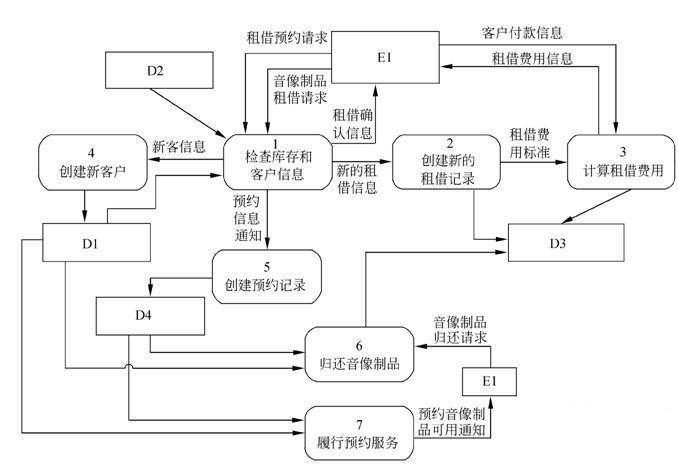 租借预约请求
E1
客户付款信息
租借费用信息
D2
音像制品
租借请求
租借确
认信息
4
创建新客户
新客信息
1
检查库存和
客户信息
新的租
借信息
2
创建新的
租借记录
租借费
用标准
3
计算租借费用
D1
预约
信息
通知
D3
5
创建预约记录
D4
6
归还音像制品
音像制品
归还请求
E1
7
履行预约服务
预约音像制
品可用通知